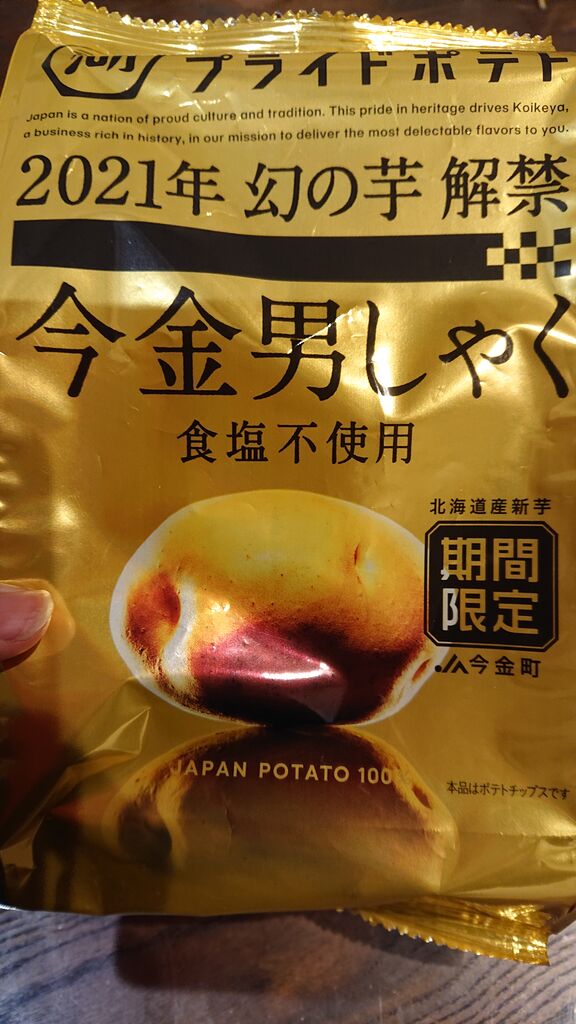 湖 プライドポテト
Japan is a nation of proud culture and tradition. This pride in heritage drives Koikeya,
a business rich in history, in our mission to deliver the most delectable flavors to you.
2021年 幻の芋 解禁
今金男しゃく
食塩不使用
北海道産新芋
期間
限定
JA今金町
JAPAN POTATO 100%
本品はポテトチップスです